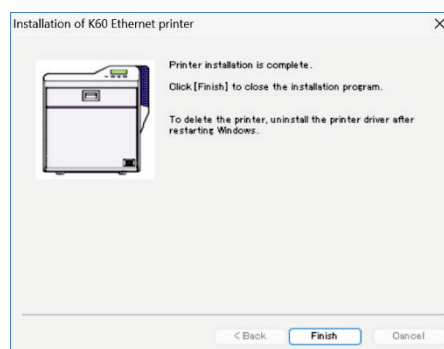 Installation of K60 Ethernet printer
Printer installation is complete.
Click [Finish] to close the installation program.
To delete the printer, uninstall the printer driver after
restarting Windows.
< Back
Finish
Cancel